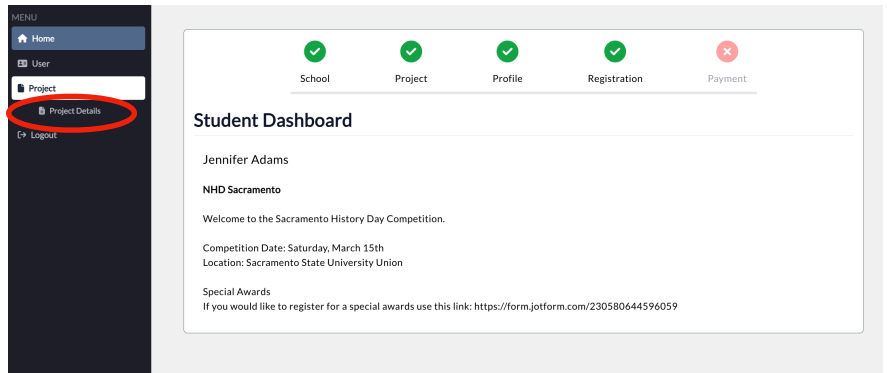 MENU
Home
User
Project
Project Details
Logout
School
Project
Profile
Registration
Payment
Student Dashboard
Jennifer Adams
NHD Sacramento
Welcome to the Sacramento History Day Competition.
Competition Date: Saturday, March 15th
Location: Sacramento State University Union
Special Awards
If you would like to register for a special awards use this link: https://form.jotform.com/230580644596059